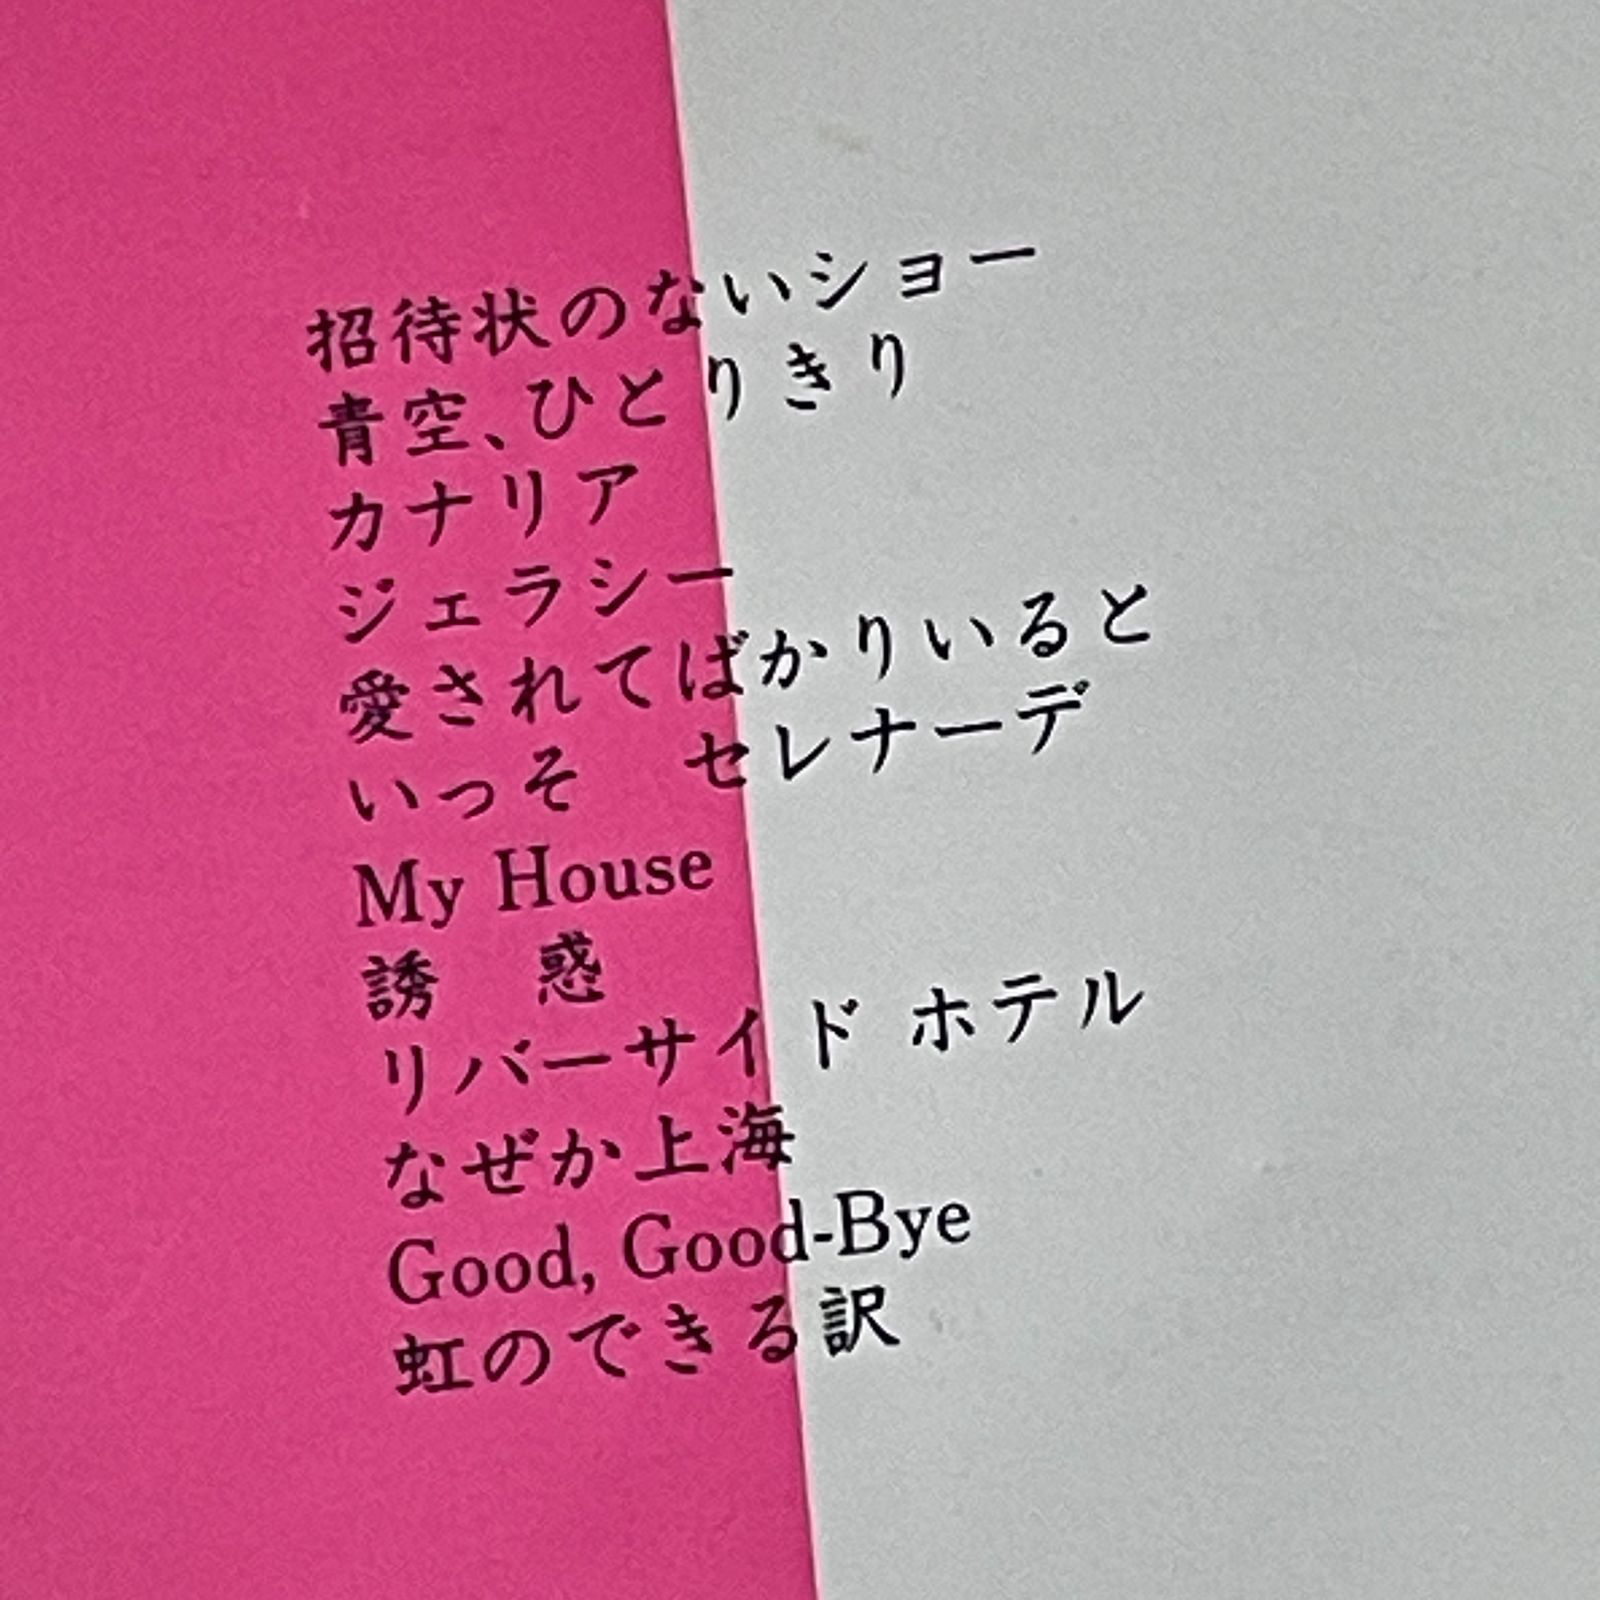 招待状のないショー
青空、ひとりきり
カナリア
ジェラシー
愛されてばかりいると
いっそ　セレナーデ
My House
誘　惑
リバーサイド ホテル
なぜか上海
Good, Good-Bye
虹のできる訳